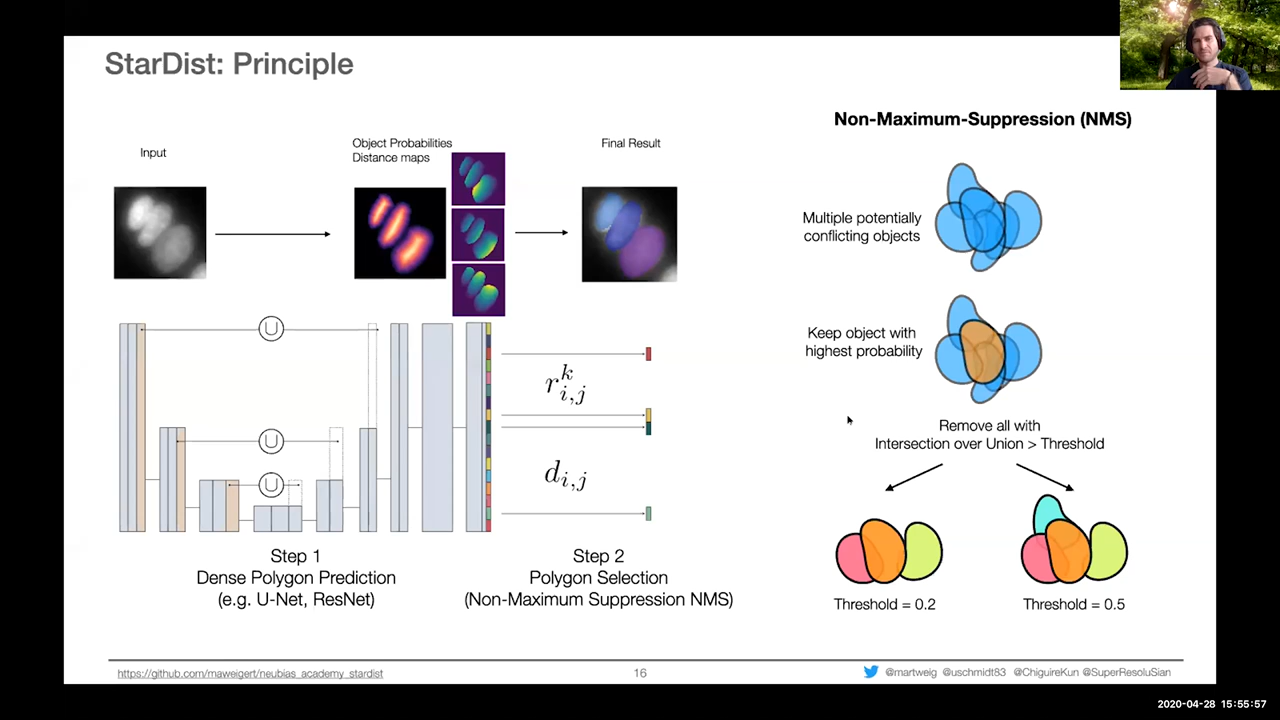 StarDist: Principle
Input
Object Probabilities
Distance maps
Final Result
r^k_{i,j}
d_{i,j}
Step 1
Dense Polygon Prediction
(e.g. U-Net, ResNet)
Step 2
Polygon Selection
(Non-Maximum Suppression NMS)
Non-Maximum-Suppression (NMS)
Multiple potentially
conflicting objects
Keep object with
highest probability
Remove all with
Intersection over Union > Threshold
Threshold = 0.2
Threshold = 0.5
https://github.com/maweigert/neubias_academy_stardist
16
@martweig @uschmidt83 @ChiguireKun @SuperResoluSian
2020-04-28 15:55:57